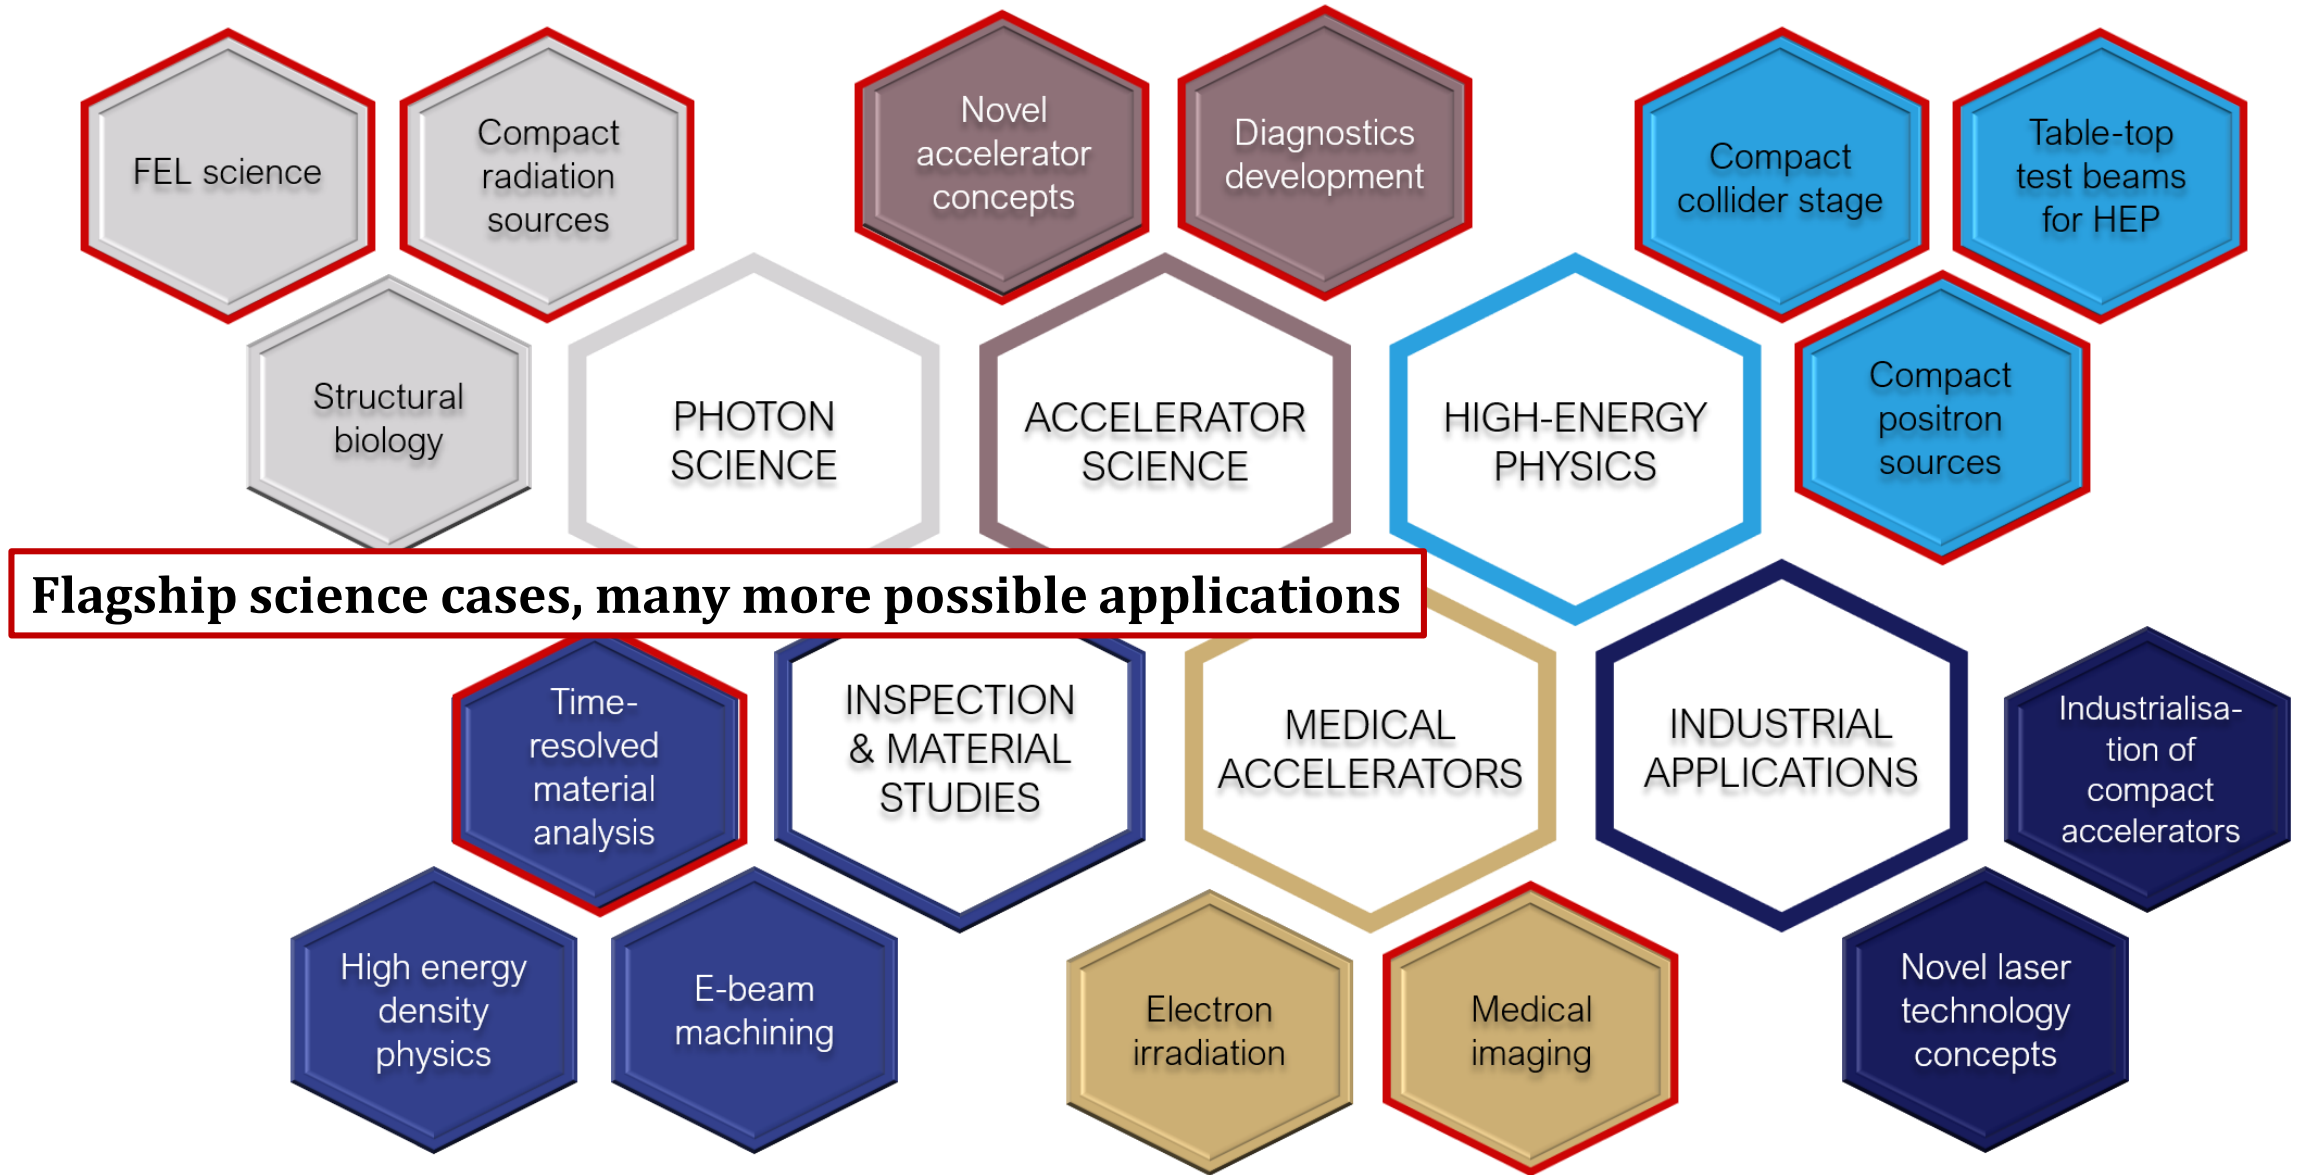 FEL science
Compact
radiation
sources
Structural
biology
PHOTON
SCIENCE
Novel
accelerator
concepts
Diagnostics
development
ACCELERATOR
SCIENCE
HIGH-ENERGY
PHYSICS
Compact
collider stage
Table-top
test beams
for HEP
Compact
positron
sources
Flagship science cases, many more possible applications
Time-
resolved
material
analysis
INSPECTION
& MATERIAL
STUDIES
MEDICAL
ACCELERATORS
INDUSTRIAL
APPLICATIONS
Industrialisa-
tion of
compact
accelerators
High energy
density
physics
E-beam
machining
Electron
irradiation
Medical
imaging
Novel laser
technology
concepts